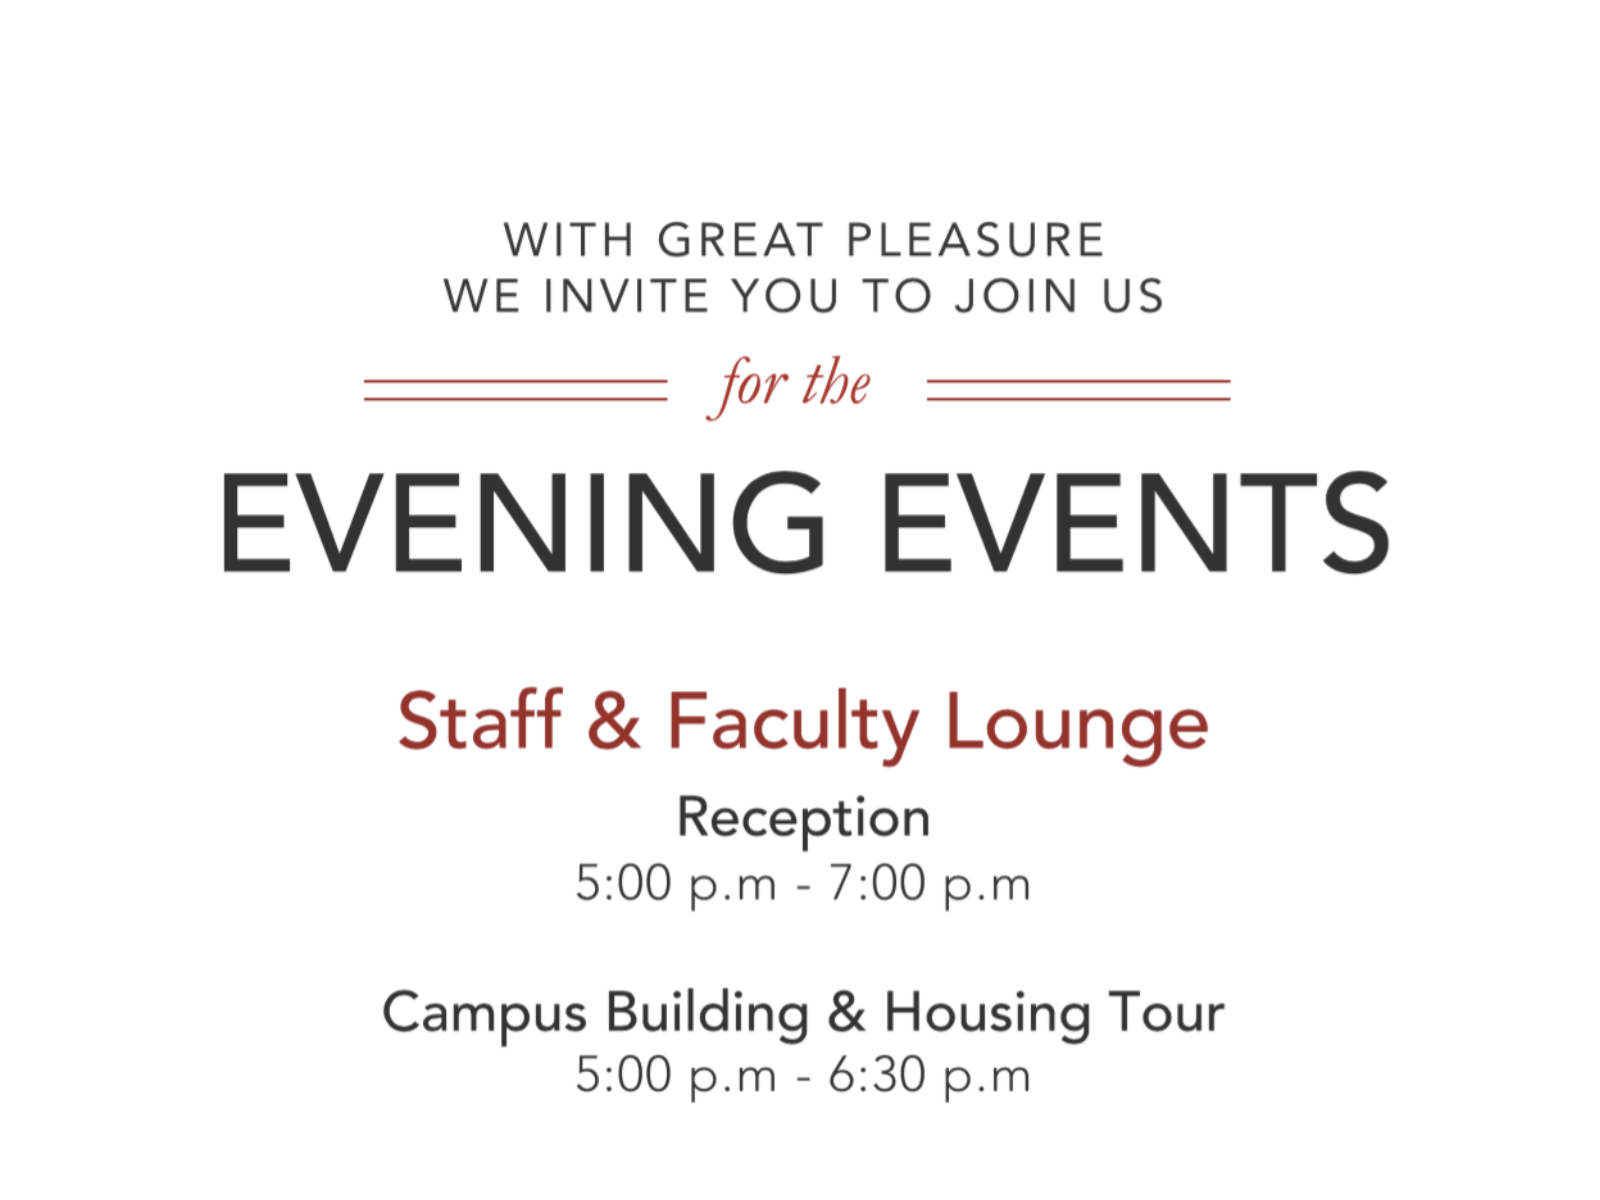 WITH GREAT PLEASURE
WE INVITE YOU TO JOIN US
for the
EVENING EVENTS
Staff & Faculty Lounge
Reception
5:00 p.m - 7:00 p.m
Campus Building & Housing Tour
5:00 p.m - 6:30 p.m